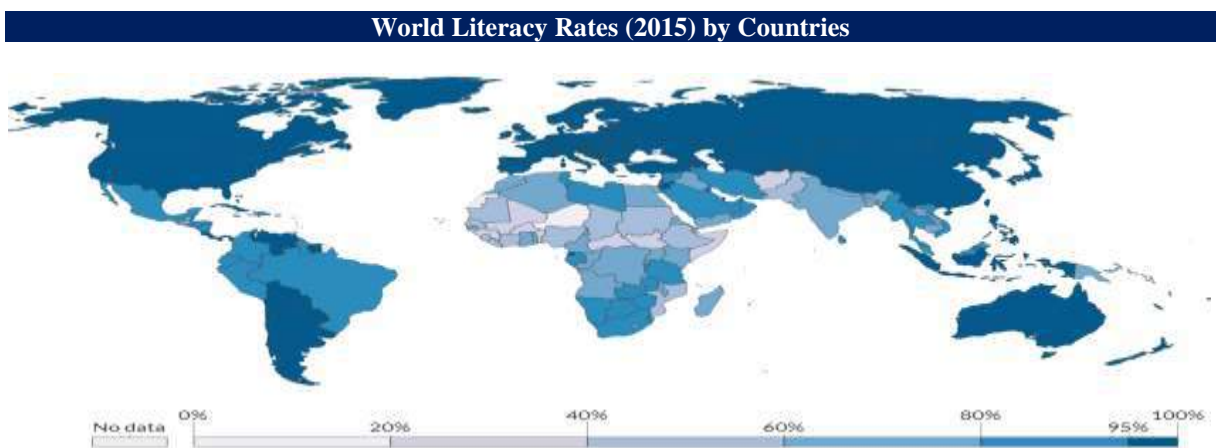 World Literacy Rates (2015) by Countries
No data 0% 20% 40% 60% 80% 95% 100%